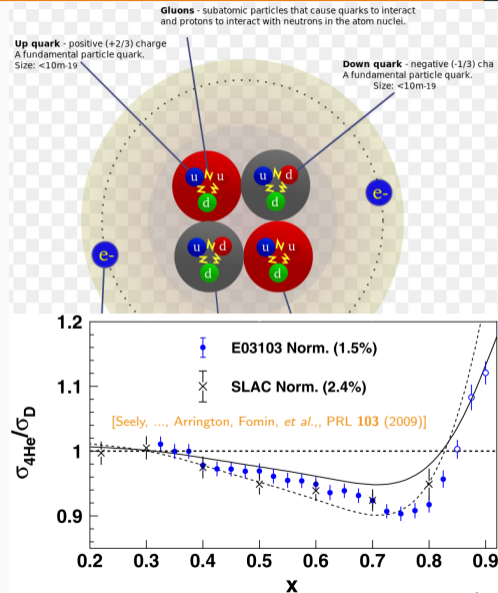 Gluons - subatomic particles that cause quarks to interact
and protons to interact with neutrons in the atom nuclei.
Up quark - positive (+2/3) charge
A fundamental particle quark.
Size: <10m-19
Down quark - negative (-1/3) cha
A fundamental particle quark.
Size: <10m-19
u u
d
u d
d
e-
e-
u d
d
u u
d
1.2
1.1
1
0.9
σ4He/σD
E03103 Norm. (1.5%)
SLAC Norm. (2.4%)
[Seely, ..., Arrington, Fomin, et al.,, PRL 103 (2009)]
0.2 0.3 0.4 0.5 0.6 0.7 0.8 0.9
x